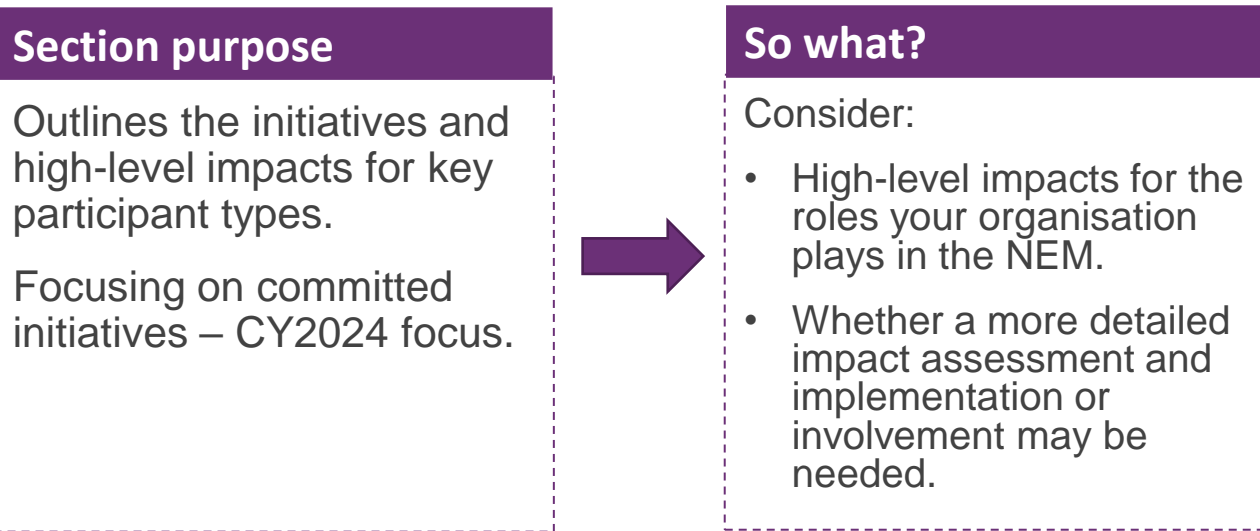 Section purpose
Outlines the initiatives and
high-level impacts for key
participant types.
Focusing on committed
initiatives – CY2024 focus.
So what?
Consider:
• High-level impacts for the
roles your organisation
plays in the NEM.
• Whether a more detailed
impact assessment and
implementation or
involvement may be
needed.